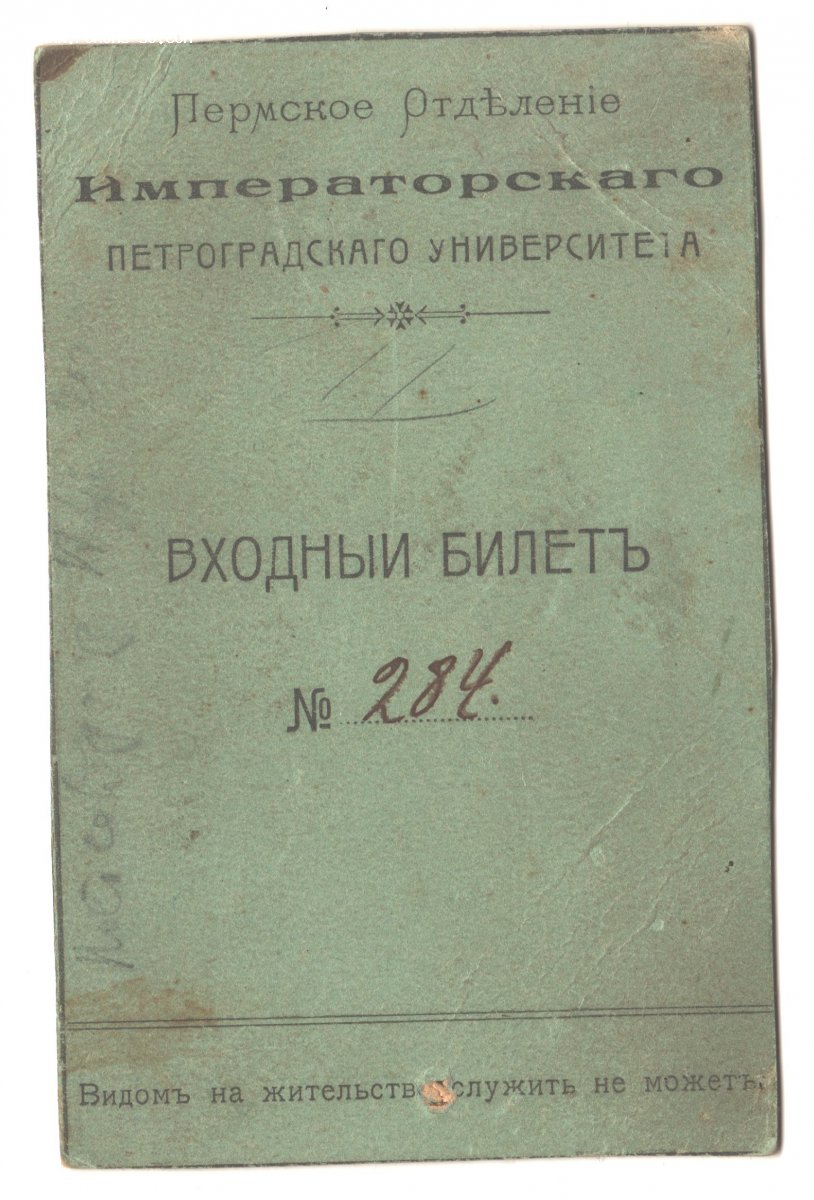 Пермское Отдѣленіе
Императорскаго
ПЕТРОГРАДСКАГО УНИВЕРСИТЕТА
ВХОДНЫЙ БИЛЕТЪ
№ 284.
Видомъ на жительство служить не можетъ.